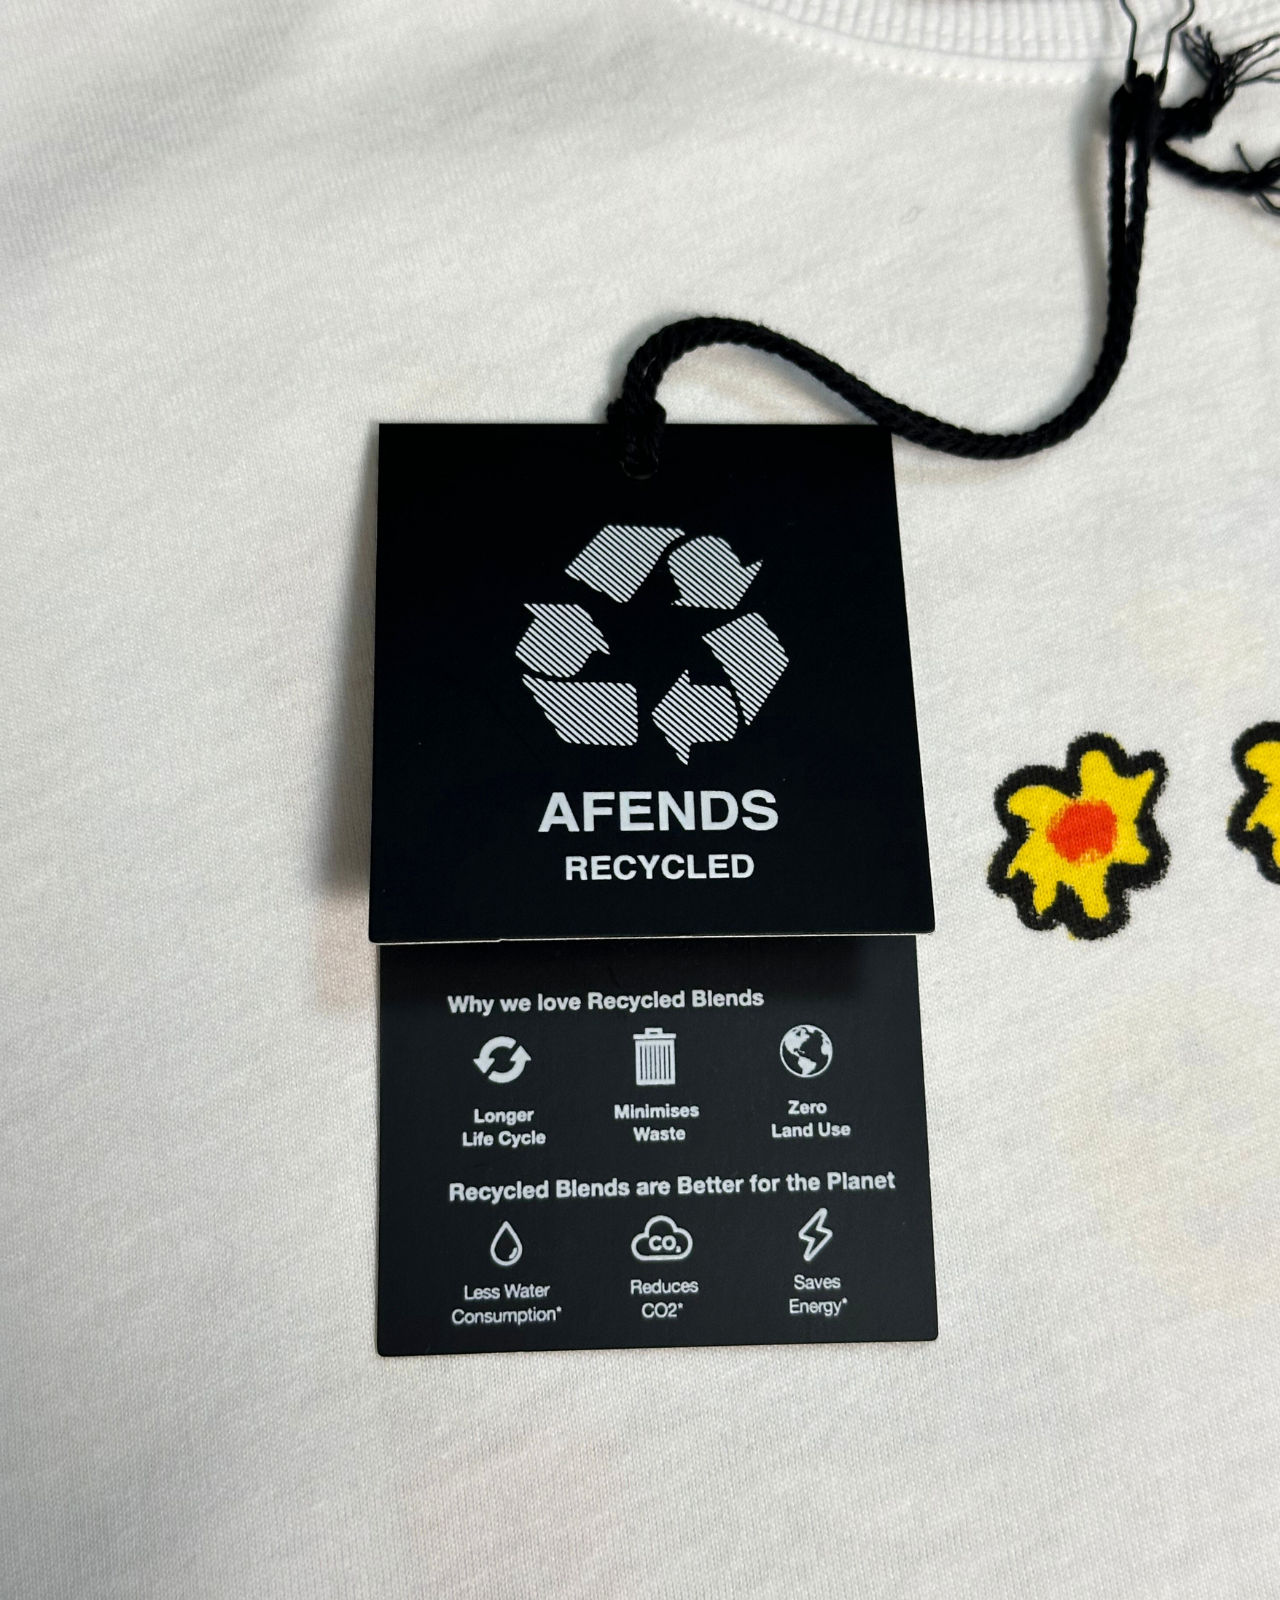 AFENDS
RECYCLED
Why we love Recycled Blends
Longer
Life Cycle
Minimises
Waste
Zero
Land Use
Recycled Blends are Better for the Planet
CO₂
Less Water
Consumption*
Reduces
CO2*
Saves
Energy*